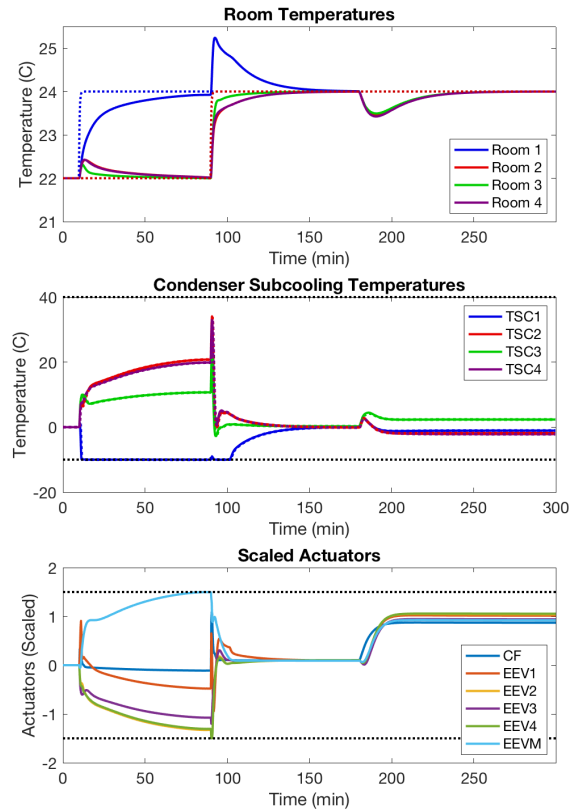 Room Temperatures
Temperature (C)
25
24
23
22
21
0
50
100
150
200
250
Time (min)
Room 1
Room 2
Room 3
Room 4
Condenser Subcooling Temperatures
Temperature (C)
40
20
0
-20
0
50
100
150
200
250
300
Time (min)
TSC1
TSC2
TSC3
TSC4
Scaled Actuators
Actuators (Scaled)
2
1
0
-1
-2
0
50
100
150
200
250
300
Time (min)
CF
EEV1
EEV2
EEV3
EEV4
EEVM